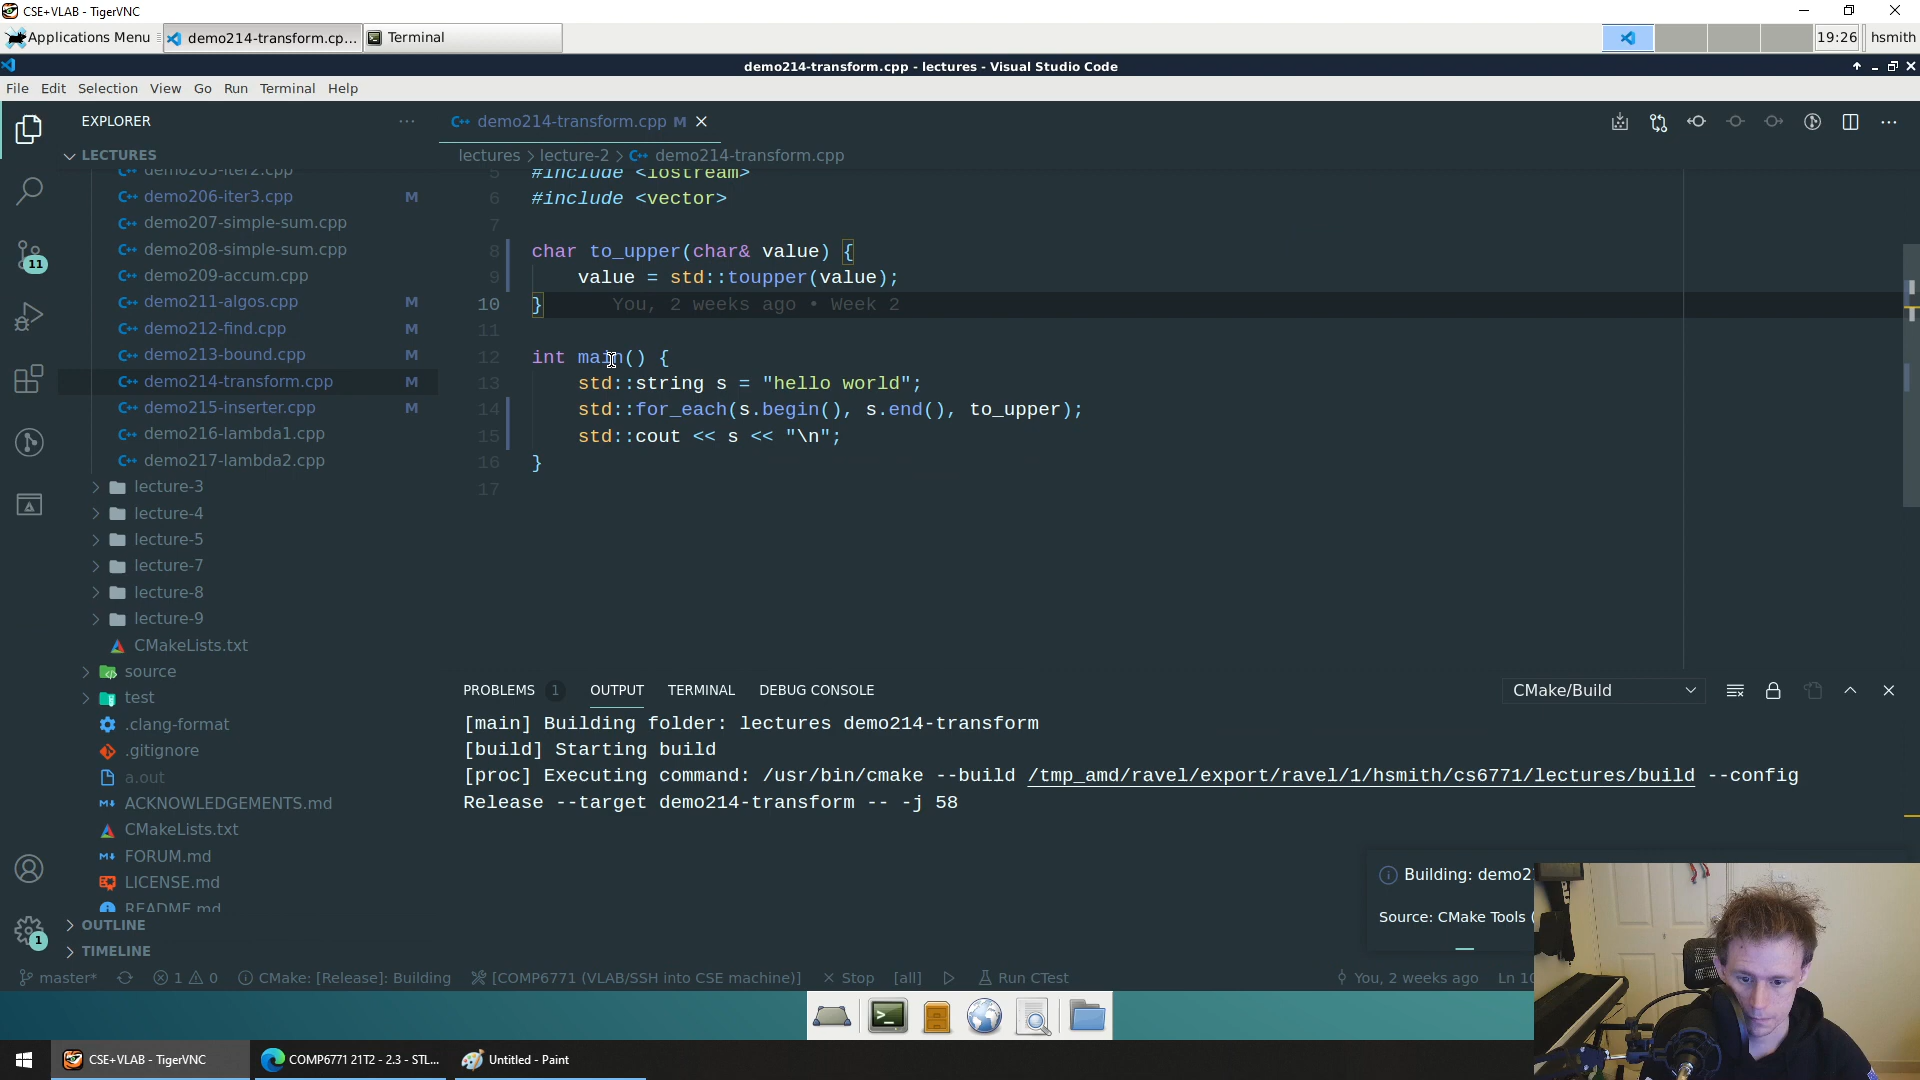 CSE+VLAB - TigerVNC
Applications Menu
demo214-transform.cp...
Terminal
19:26
hsmith
demo214-transform.cpp - lectures - Visual Studio Code
File Edit Selection View Go Run Terminal Help
EXPLORER
demo214-transform.cpp M
LECTURES
lectures > lecture-2 > demo214-transform.cpp
demo205-iter2.cpp
demo206-iter3.cpp M
demo207-simple-sum.cpp
demo208-simple-sum.cpp
demo209-accum.cpp
demo211-algos.cpp M
demo212-find.cpp M
demo213-bound.cpp M
demo214-transform.cpp M
demo215-inserter.cpp M
demo216-lambda1.cpp
demo217-lambda2.cpp
lecture-3
lecture-4
lecture-5
lecture-7
lecture-8
lecture-9
CMakeLists.txt
source
test
.clang-format
.gitignore
a.out
ACKNOWLEDGEMENTS.md
CMakeLists.txt
FORUM.md
LICENSE.md
README.md
OUTLINE
TIMELINE
11
1
5 #include <iostream>
6 #include <vector>
7
8 char to_upper(char& value) {
9 value = std::toupper(value);
10 } You, 2 weeks ago • Week 2
11
12 int main() {
13 std::string s = "hello world";
14 std::for_each(s.begin(), s.end(), to_upper);
15 std::cout << s << "\n";
16 }
17
PROBLEMS 1 OUTPUT TERMINAL DEBUG CONSOLE
CMake/Build
[main] Building folder: lectures demo214-transform
[build] Starting build
[proc] Executing command: /usr/bin/cmake --build /tmp_amd/ravel/export/ravel/1/hsmith/cs6771/lectures/build --config
Release --target demo214-transform -- -j 58
Building: demo2
Source: CMake Tools (
master* 1 0 CMake: [Release]: Building [COMP6771 (VLAB/SSH into CSE machine)] Stop [all] Run CTest You, 2 weeks ago Ln 10
CSE+VLAB - TigerVNC
COMP6771 21T2 - 2.3 - STL...
Untitled - Paint